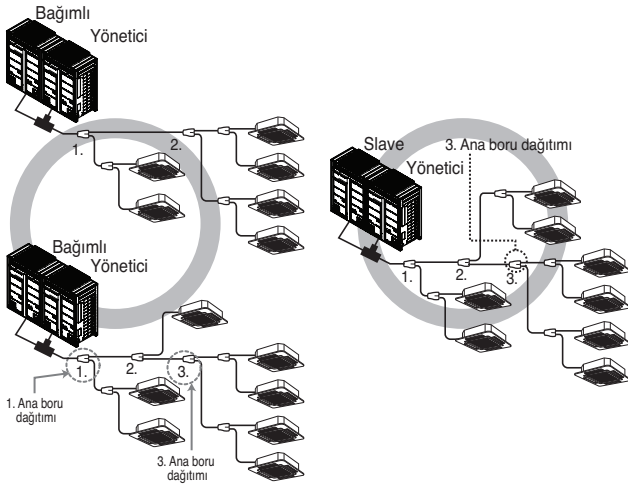 Bağımlı
Yönetici
1.
2.
Bağımlı
Yönetici
1.
2.
3.
1. Ana boru
dağıtımı
3. Ana boru
dağıtımı
Slave
Yönetici
3. Ana boru dağıtımı
1.
2.
3.